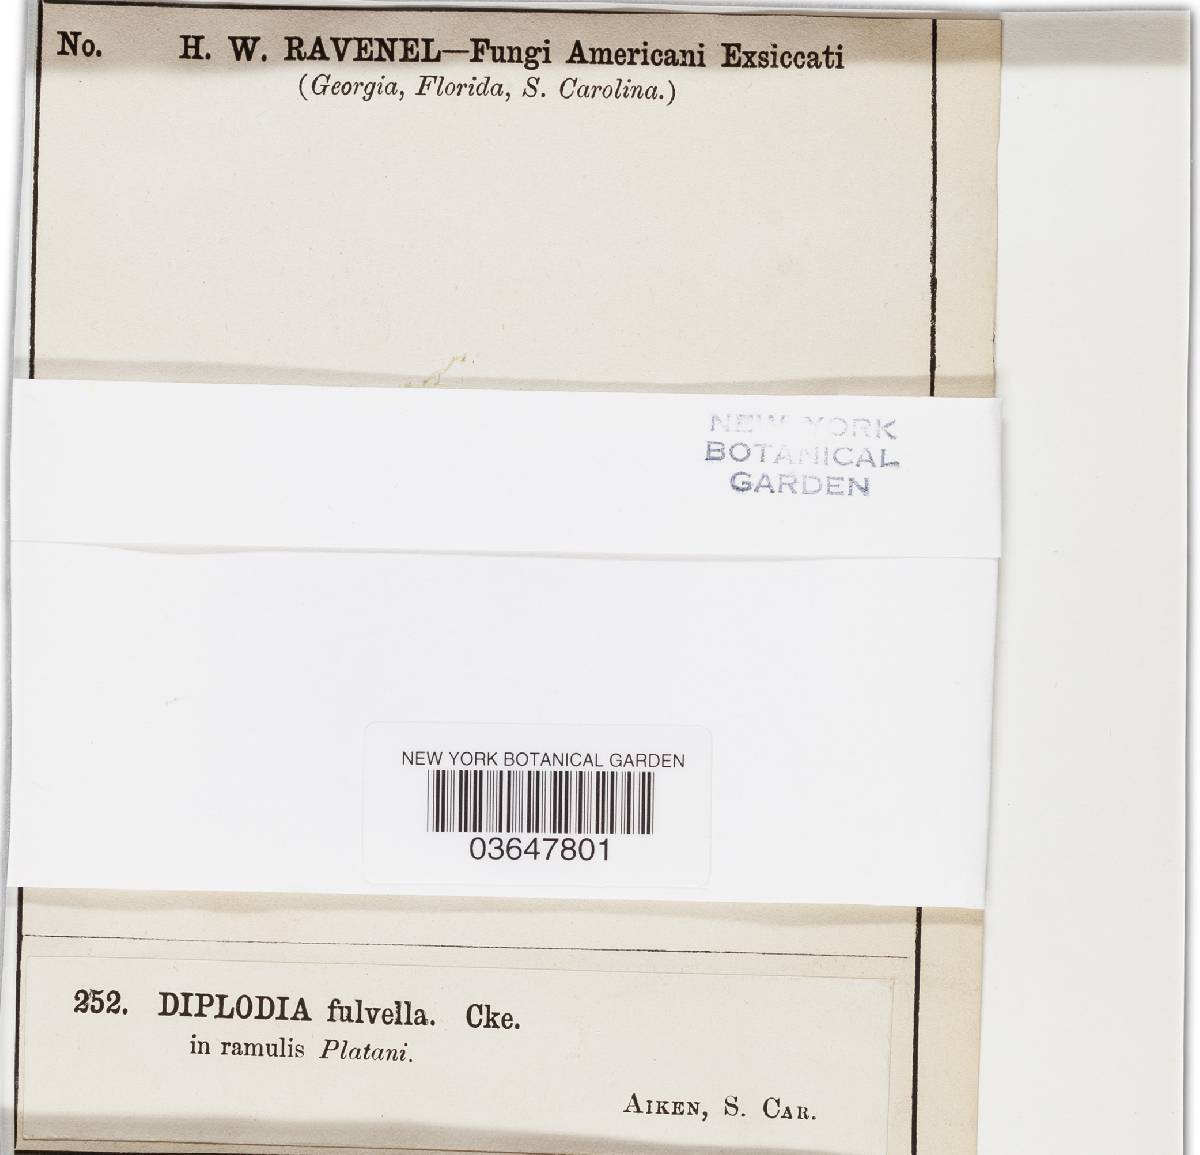 No. H. W. RAVENEL—Fungi Americani Exsiccati
(Georgia, Florida, S. Carolina.)
NEW YORK
BOTANICAL
GARDEN
NEW YORK BOTANICAL GARDEN
03647801
252. DIPLODIA fulvella. Cke.
in ramulis Platani.
AIKEN, S. CAR.